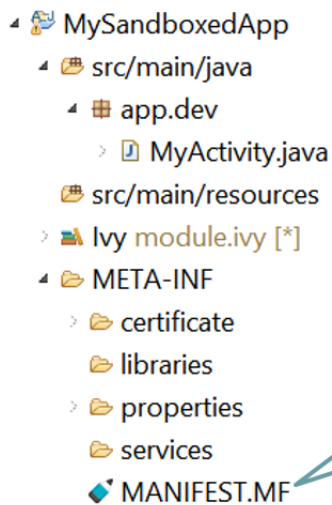 MySandboxedApp
src/main/java
app.dev
MyActivity.java
src/main/resources
Ivy module.ivy [*]
META-INF
certificate
libraries
properties
services
MANIFEST.MF